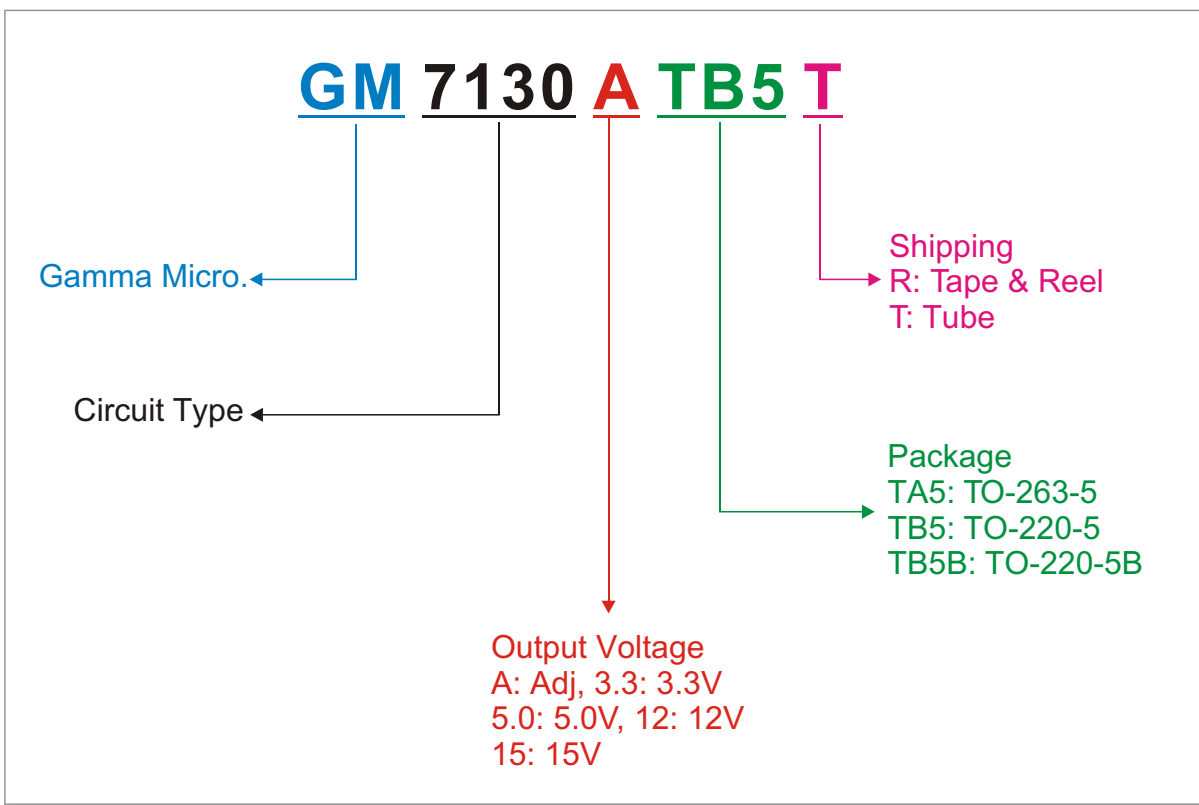 GM 7130 A TB5 T
Gamma Micro.
Circuit Type
Shipping
R: Tape & Reel
T: Tube
Package
TA5: TO-263-5
TB5: TO-220-5
TB5B: TO-220-5B
Output Voltage
A: Adj, 3.3: 3.3V
5.0: 5.0V, 12: 12V
15: 15V